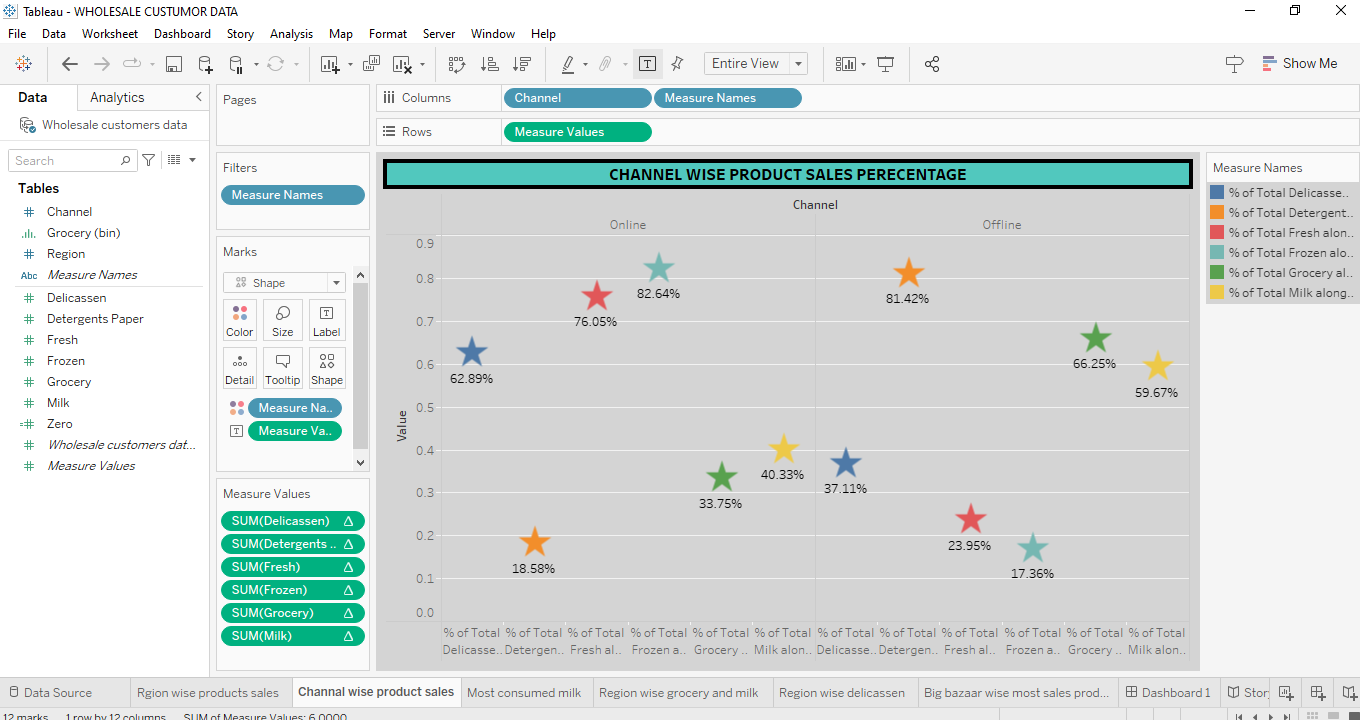 Tableau - WHOLESALE CUSTUMOR DATA
File Data Worksheet Dashboard Story Analysis Map Format Server Window Help
Entire View Show Me
Data Analytics
Wholesale customers data
Search
Tables
Channel
Grocery (bin)
Region
Abc Measure Names
Delicassen
Detergents Paper
Fresh
Frozen
Grocery
Milk
Zero
Wholesale customers dat...
Measure Values
Pages
Filters
Measure Names
Marks
Shape
Color Size Label
Detail Tooltip Shape
Measure Na..
Measure Va..
Measure Values
SUM(Delicassen)
SUM(Detergents ..
SUM(Fresh)
SUM(Frozen)
SUM(Grocery)
SUM(Milk)
Columns Channel Measure Names
Rows Measure Values
CHANNEL WISE PRODUCT SALES PERECENTAGE
Channel
Online Offline
Value
0.9
0.8
0.7
0.6
0.5
0.4
0.3
0.2
0.1
0.0
62.89%
18.58%
76.05%
82.64%
33.75%
40.33%
37.11%
81.42%
23.95%
17.36%
66.25%
59.67%
% of Total % of Total % of Total % of Total % of Total % of Total % of Total % of Total % of Total % of Total % of Total % of Total
Delicasse.. Detergen.. Fresh al.. Frozen a.. Grocery .. Milk alon.. Delicasse.. Detergen.. Fresh al.. Frozen a.. Grocery .. Milk alon..
Measure Names
% of Total Delicasse..
% of Total Detergent..
% of Total Fresh alon..
% of Total Frozen alo..
% of Total Grocery al..
% of Total Milk along..
Data Source Rgion wise products sales Channal wise product sales Most consumed milk Region wise grocery and milk Region wise delicassen Big bazaar wise most sales prod... Dashboard 1 Stor
12 marks 1 row by 12 columns SUM of Measure Values: 6.0000